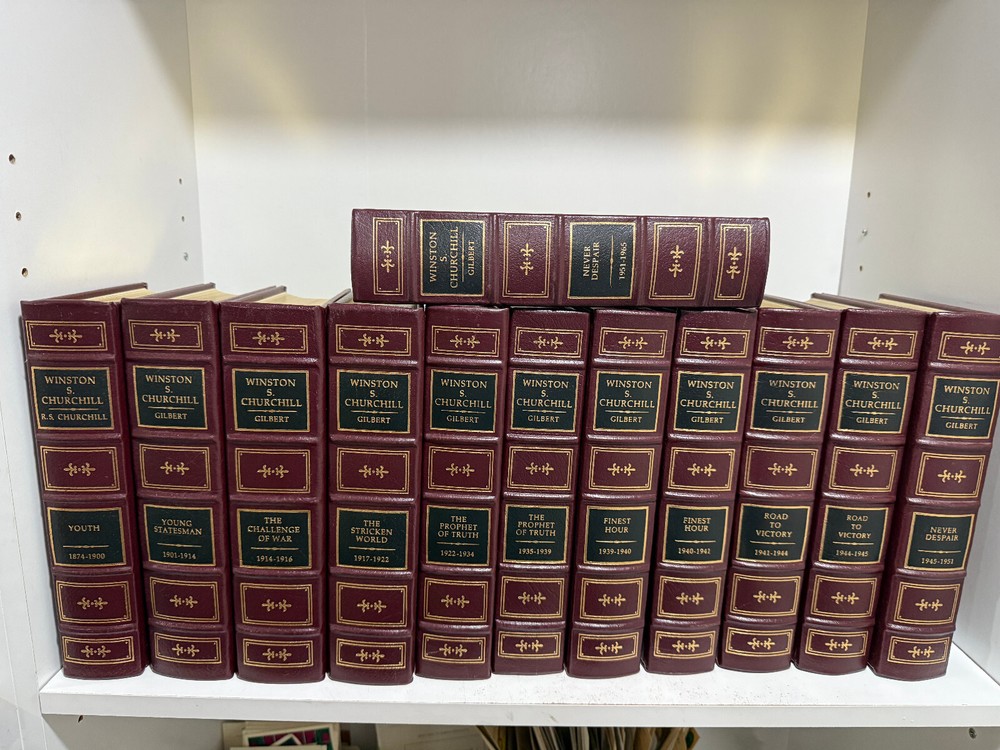 WINSTON
S.
CHURCHILL
GILBERT
NEVER
DESPAIR
1951-1965
WINSTON
S.
CHURCHILL
R.S. CHURCHILL
YOUTH
1874-1900
WINSTON
S.
CHURCHILL
GILBERT
YOUNG
STATESMAN
1901-1914
WINSTON
S.
CHURCHILL
GILBERT
THE
CHALLENGE
OF WAR
1914-1916
WINSTON
S.
CHURCHILL
GILBERT
THE
STRICKEN
WORLD
1917-1922
WINSTON
S.
CHURCHILL
GILBERT
THE
PROPHET
OF TRUTH
1922-1934
WINSTON
S.
CHURCHILL
GILBERT
THE
PROPHET
OF TRUTH
1935-1939
WINSTON
S.
CHURCHILL
GILBERT
FINEST
HOUR
1939-1940
WINSTON
S.
CHURCHILL
GILBERT
FINEST
HOUR
1940-1941
WINSTON
S.
CHURCHILL
GILBERT
ROAD
TO
VICTORY
1941-1944
WINSTON
S.
CHURCHILL
GILBERT
ROAD
TO
VICTORY
1944-1945
WINSTON
S.
CHURCHILL
GILBERT
NEVER
DESPAIR
1945-1951